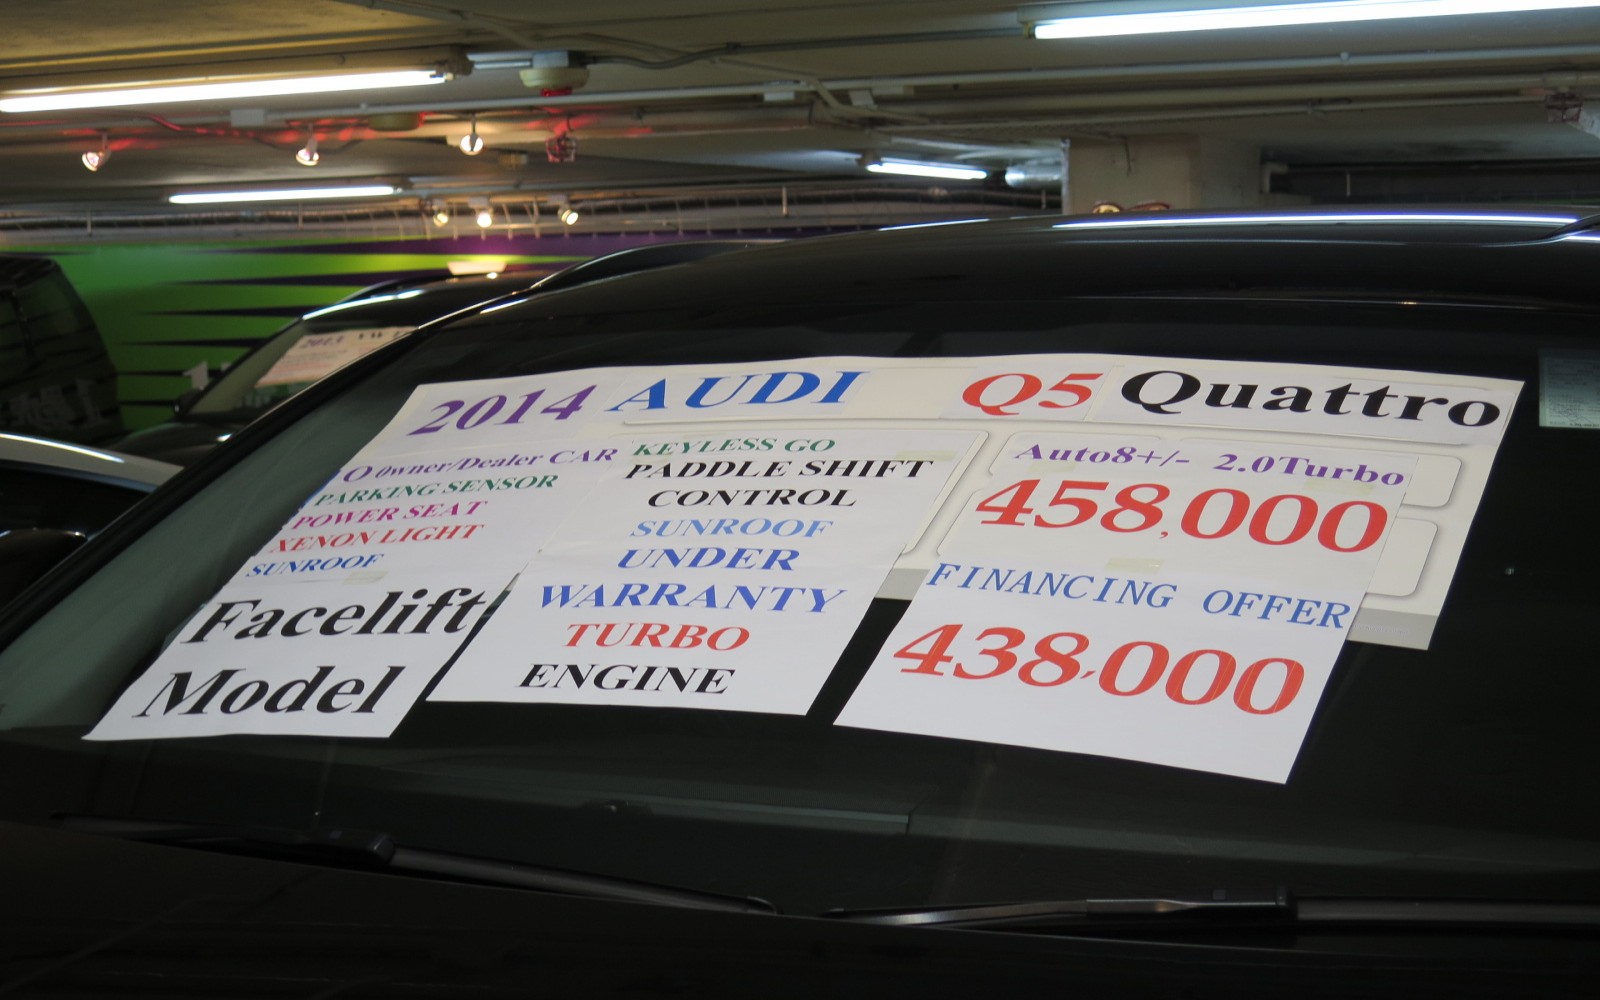 2014 AUDI Q5 Quattro
O Owner/Dealer CAR
PARKING SENSOR
POWER SEAT
XENON LIGHT
SUNROOF
Facelift
Model
KEYLESS GO
PADDLE SHIFT
CONTROL
SUNROOF
UNDER
WARRANTY
TURBO
ENGINE
Auto8+/- 2.0Turbo
458,000
FINANCING OFFER
438,000
2013